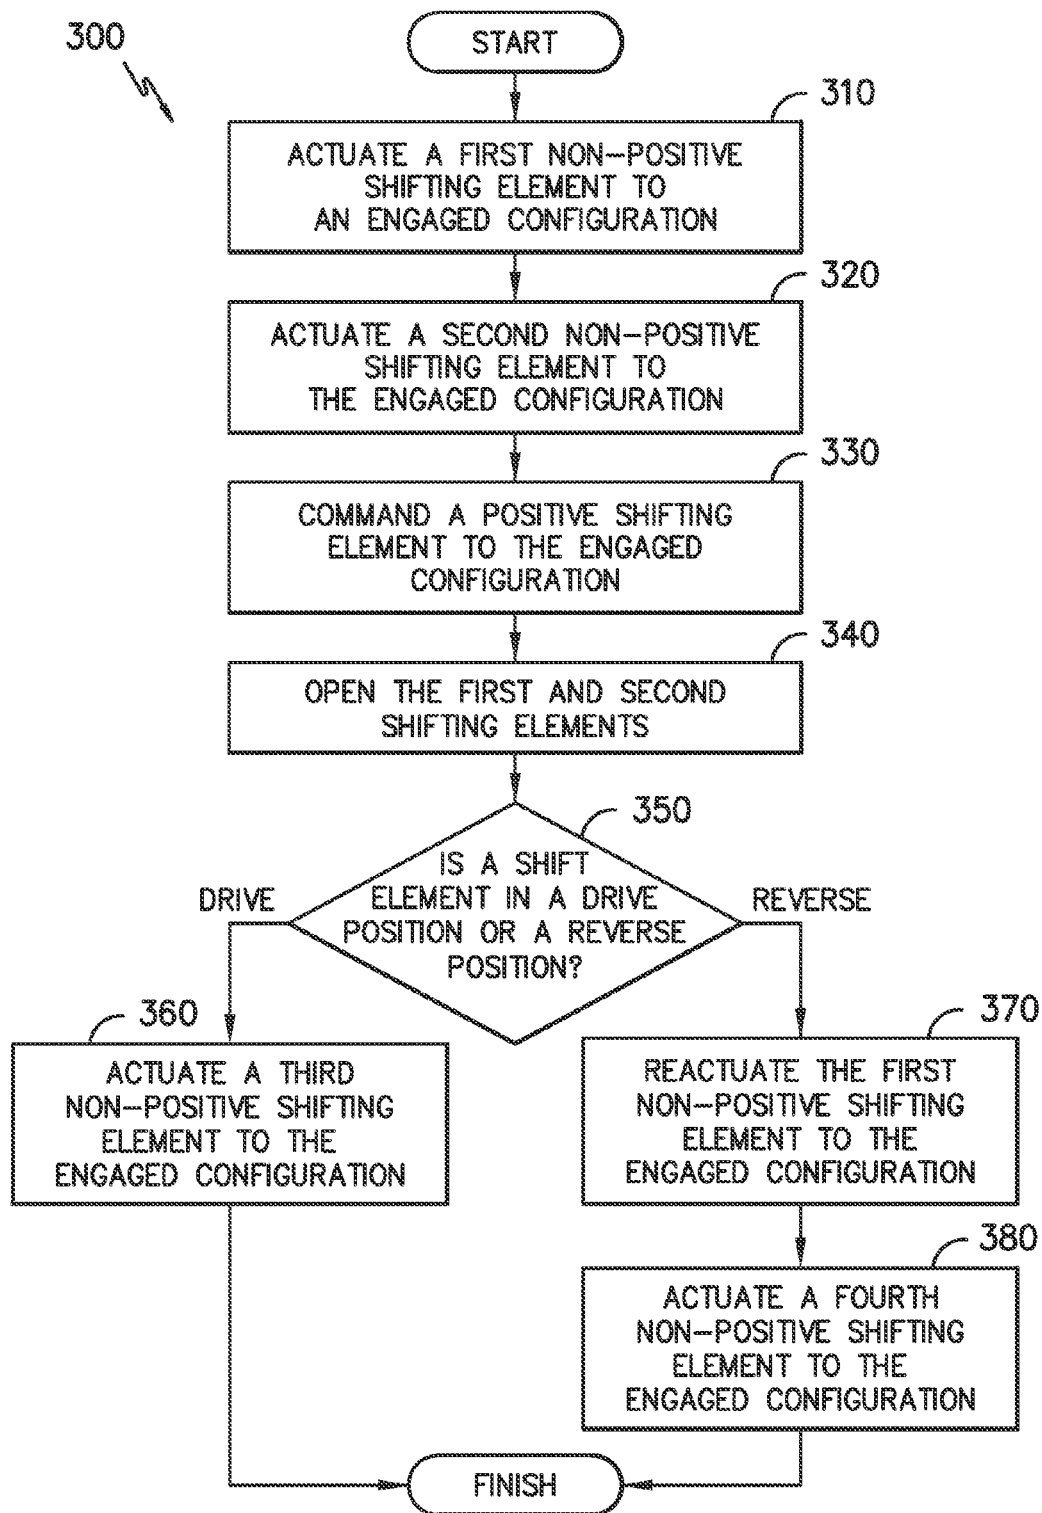 300
START
310
ACTUATE A FIRST NON-POSITIVE
SHIFTING ELEMENT TO
AN ENGAGED CONFIGURATION
320
ACTUATE A SECOND NON-POSITIVE
SHIFTING ELEMENT TO
THE ENGAGED CONFIGURATION
330
COMMAND A POSITIVE SHIFTING
ELEMENT TO THE ENGAGED
CONFIGURATION
340
OPEN THE FIRST AND SECOND
SHIFTING ELEMENTS
350
IS A SHIFT
ELEMENT IN A DRIVE
POSITION OR A REVERSE
POSITION?
DRIVE
REVERSE
360
ACTUATE A THIRD
NON-POSITIVE SHIFTING
ELEMENT TO THE
ENGAGED CONFIGURATION
370
REACTUATE THE FIRST
NON-POSITIVE SHIFTING
ELEMENT TO THE
ENGAGED CONFIGURATION
380
ACTUATE A FOURTH
NON-POSITIVE SHIFTING
ELEMENT TO THE
ENGAGED CONFIGURATION
FINISH